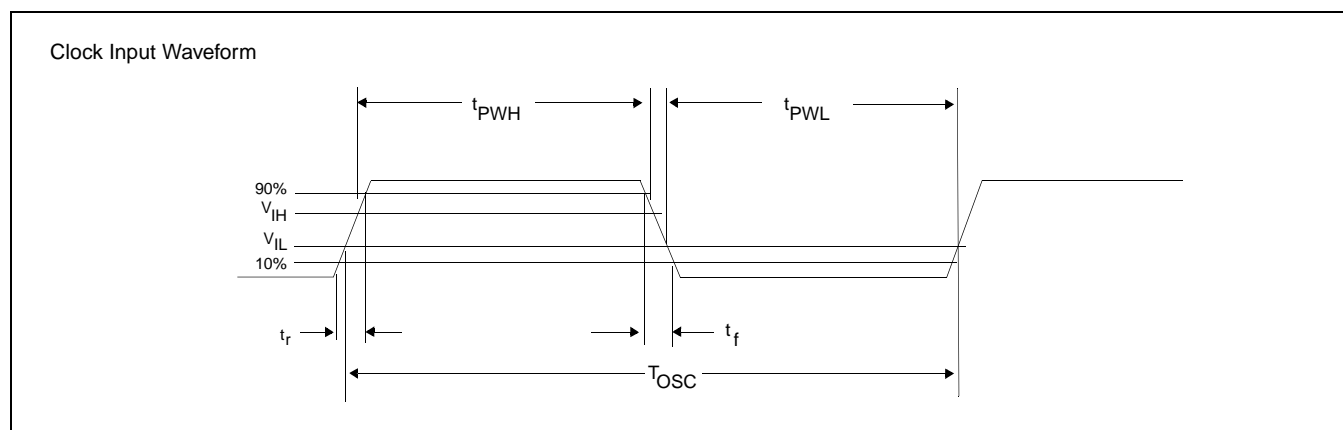 Clock Input Waveform
tPWH
tPWL
90%
VIH
VIL
10%
tr
tf
TOSC